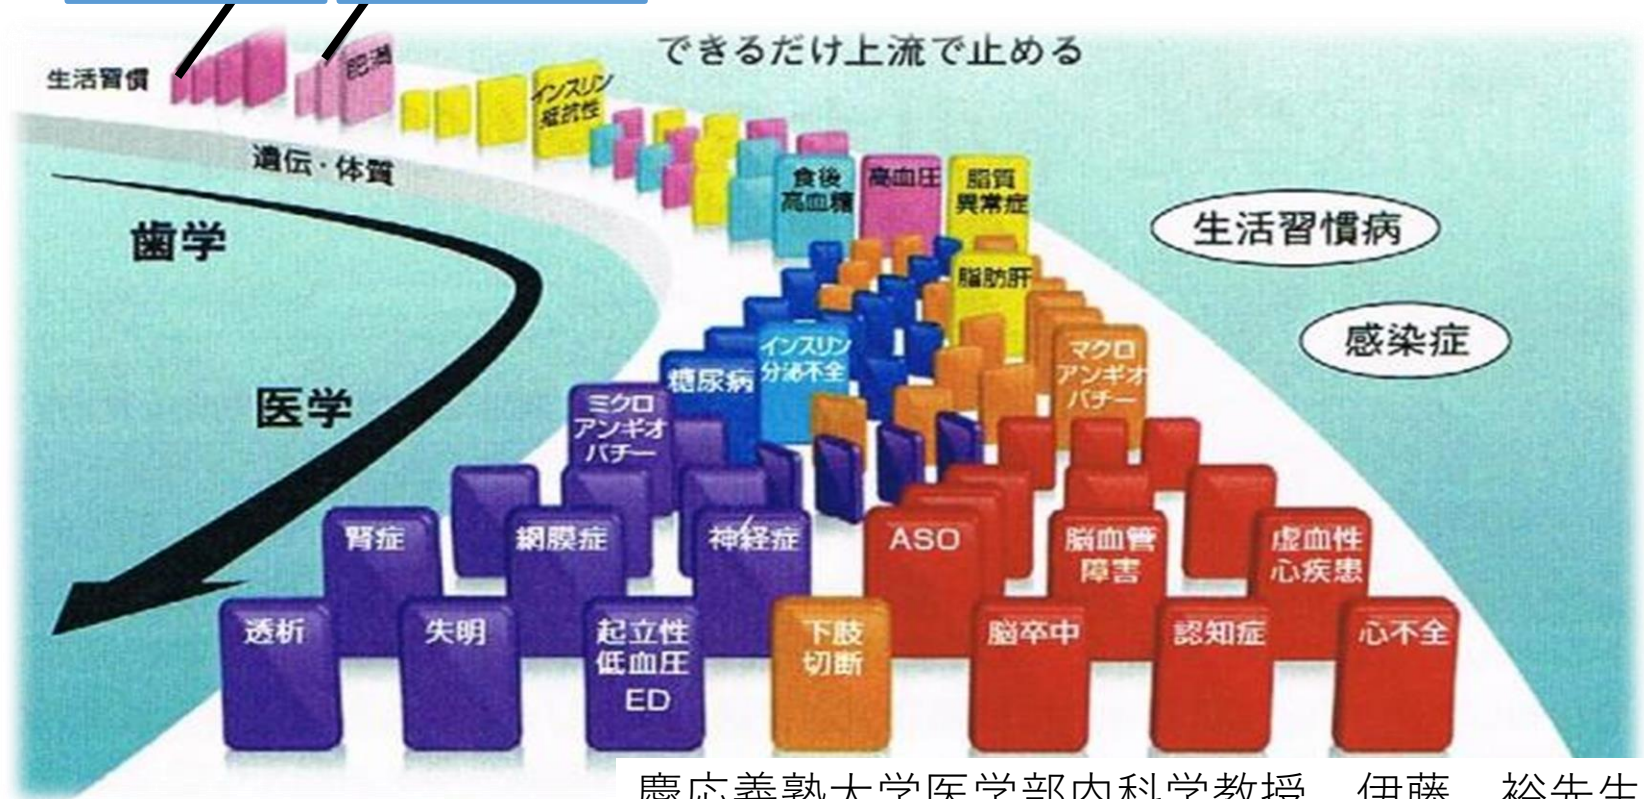 できるだけ上流で止める
生活習慣
肥満
インスリン
抵抗性
遺伝・体質
食後
高血糖
高血圧
脂質
異常症
生活習慣病
歯学
脂肪肝
感染症
インスリン
分泌不全
マクロ
アンギオ
パチー
糖尿病
医学
ミクロ
アンギオ
パチー
腎症
網膜症
神経症
ASO
脳血管
障害
虚血性
心疾患
透析
失明
起立性
低血圧
ED
下肢
切断
脳卒中
認知症
心不全
慶応義塾大学医学部内科学教授 伊藤 裕先生